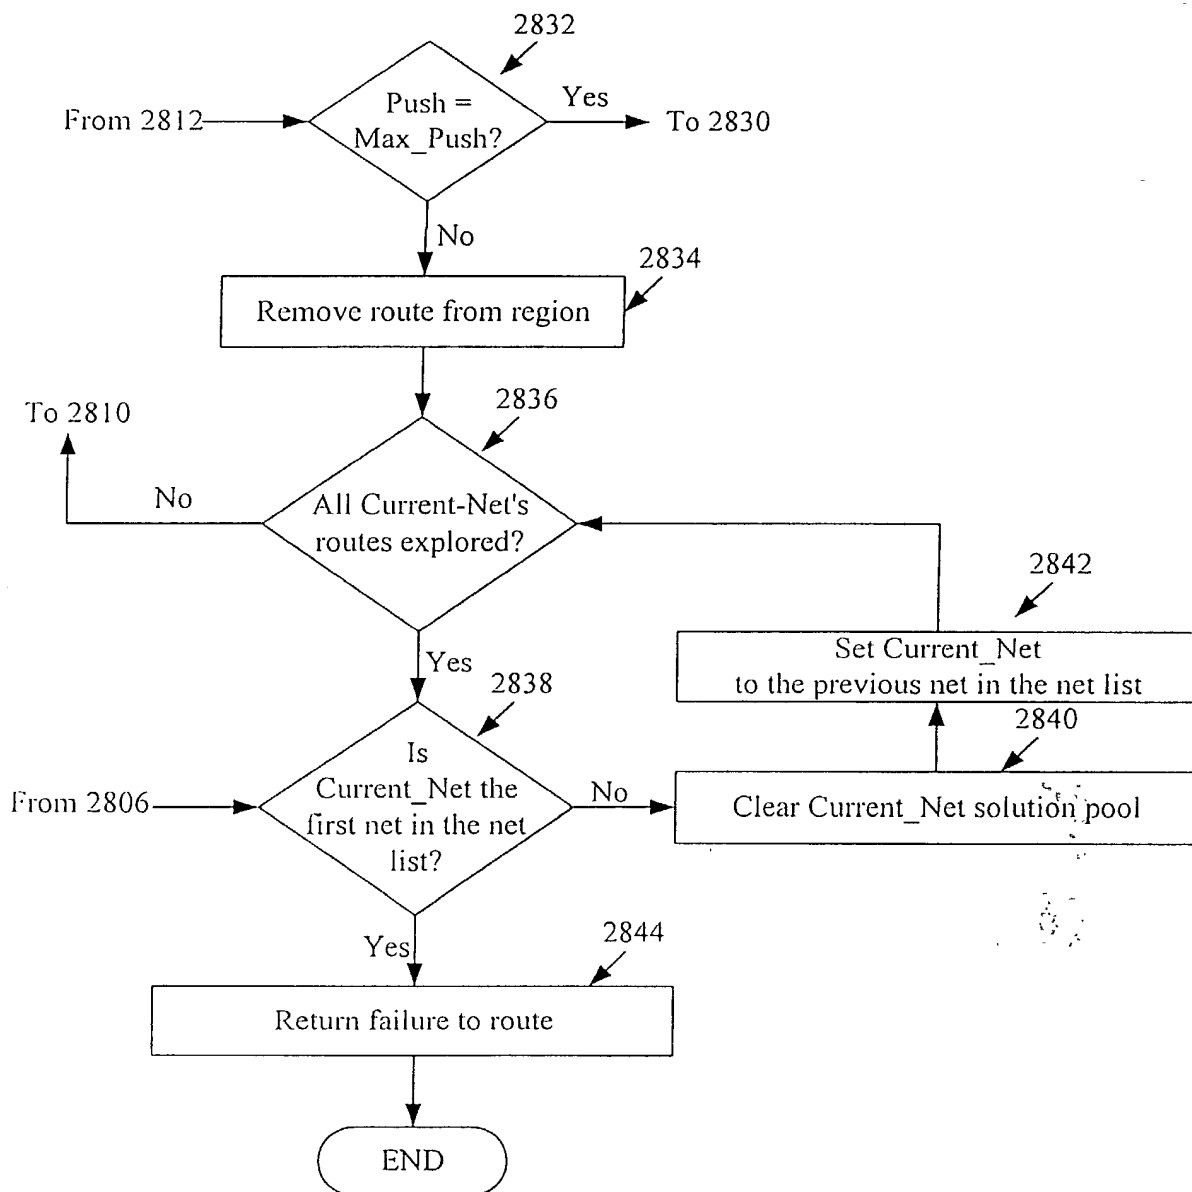 2832
Push =
Max_Push?
From 2812
Yes
To 2830
No
2834
Remove route from region
2836
To 2810
No
All Current-Net's
routes explored?
2842
Set Current_Net
to the previous net in the net list
Yes
2838
2840
Is
Current_Net the
first net in the net
list?
From 2806
No
Clear Current_Net solution pool
Yes
2844
Return failure to route
END